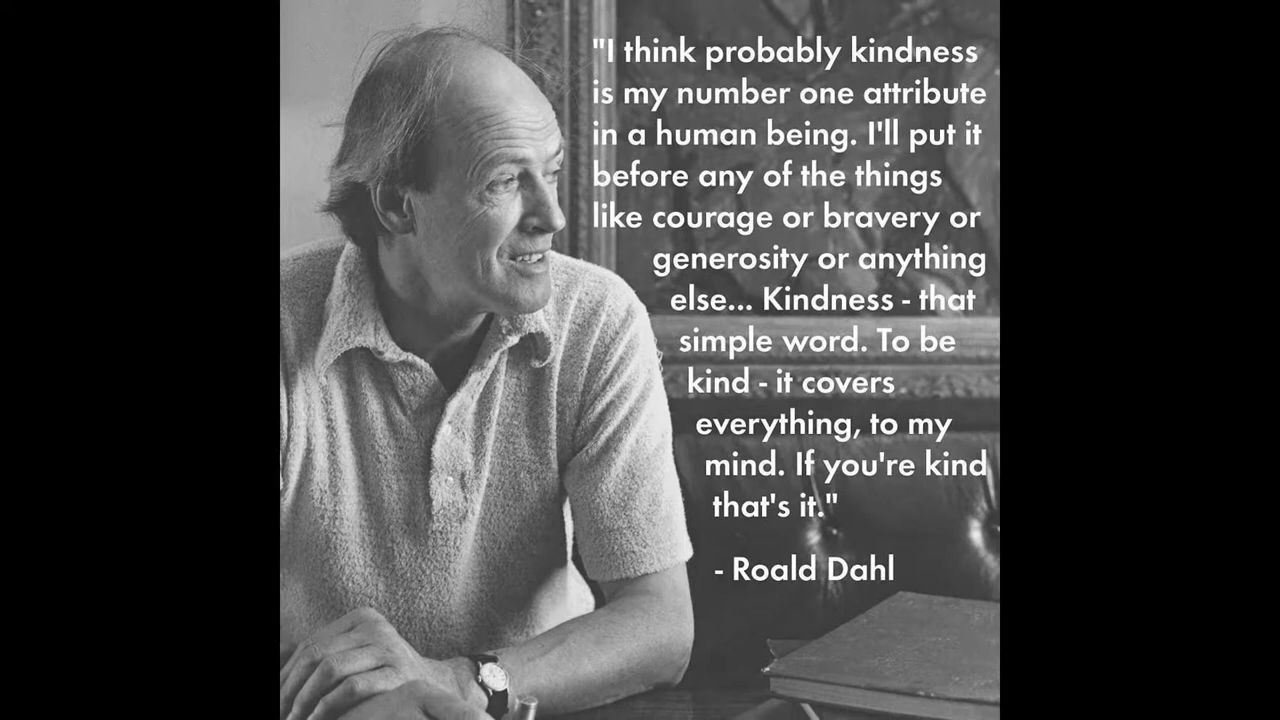 "I think probably kindness
is my number one attribute
in a human being. I'll put it
before any of the things
like courage or bravery or
generosity or anything
else... Kindness - that
simple word. To be
kind - it covers
everything, to my
mind. If you're kind
that's it."
- Roald Dahl